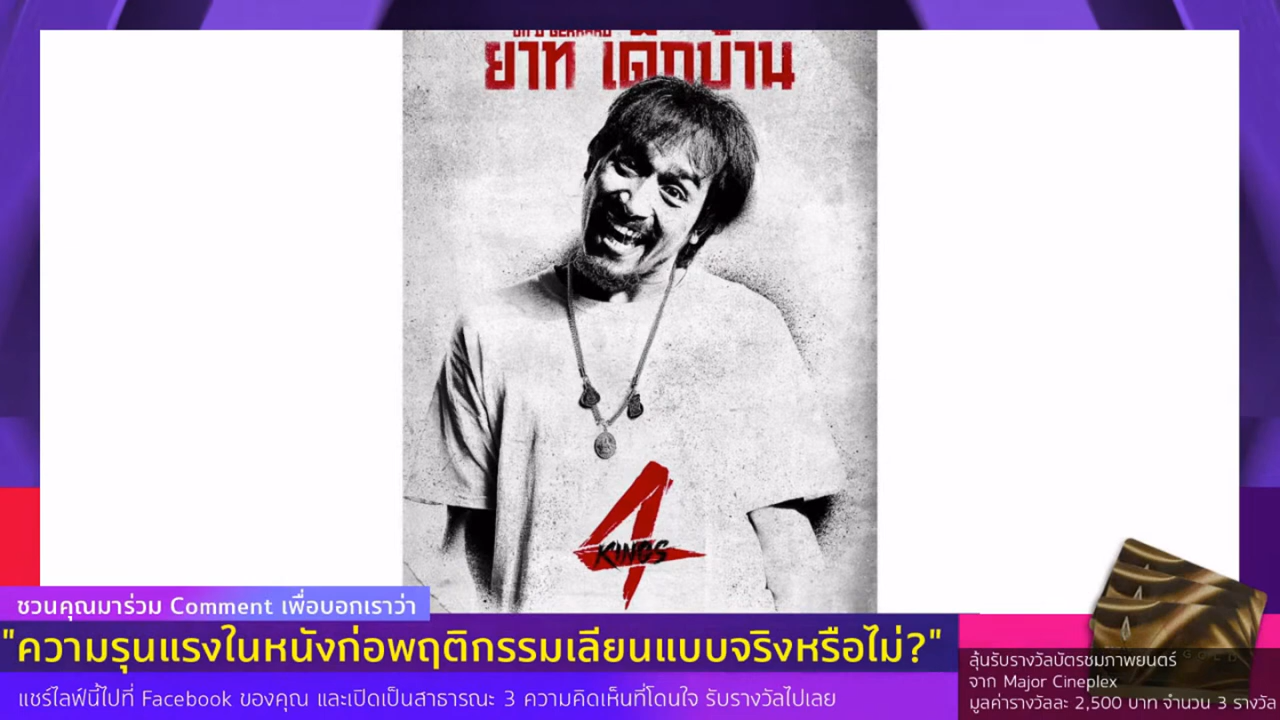 ยาท เด็กบ้าน
4
KINGS
ชวนคุณมาร่วม Comment เพื่อบอกเราว่า
"ความรุนแรงในหนังก่อพฤติกรรมเลียนแบบจริงหรือไม่?"
แชร์ไลฟ์นี้ไปที่ Facebook ของคุณ และเปิดเป็นสาธารณะ 3 ความคิดเห็นที่โดนใจ รับรางวัลไปเลย
ลุ้นรับรางวัลบัตรชมภาพยนตร์
จาก Major Cineplex
มูลค่ารางวัลละ 2,500 บาท จำนวน 3 รางวัล